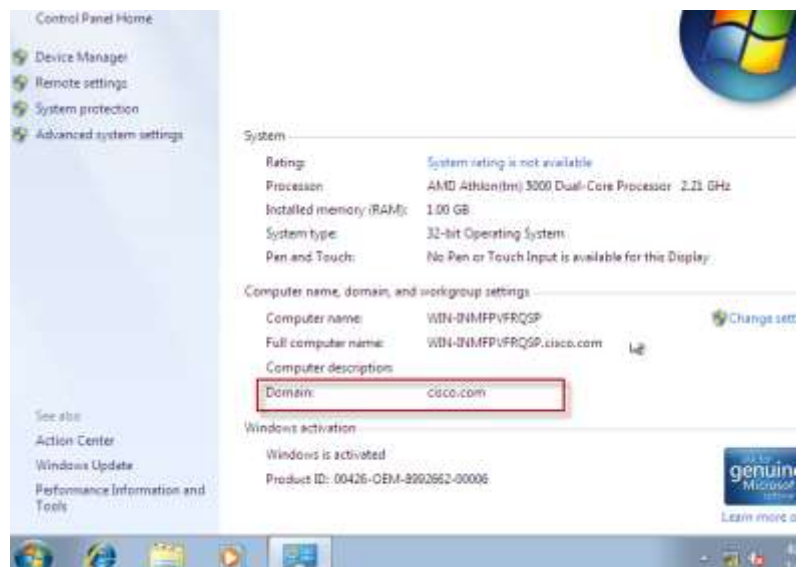 Control Panel Home
Device Manager
Remote settings
System protection
Advanced system settings
System
Rating: System rating is not available
Processor: AMD Athlon(tm) 5000 Dual-Core Processor 2.21 GHz
Installed memory (RAM): 1.00 GB
System type: 32-bit Operating System
Pen and Touch: No Pen or Touch Input is available for this Display
Computer name, domain, and workgroup settings
Computer name: WIN-INMFPVFRQSP
Change sett
Full computer name: WIN-INMFPVFRQSP.cisco.com
Computer description:
Domain: cisco.com
Windows activation
Windows is activated
Product ID: 00426-OEM-8992662-00006
See also
Action Center
Windows Update
Performance Information and
Tools
genuine
Microsoft
Learn more o